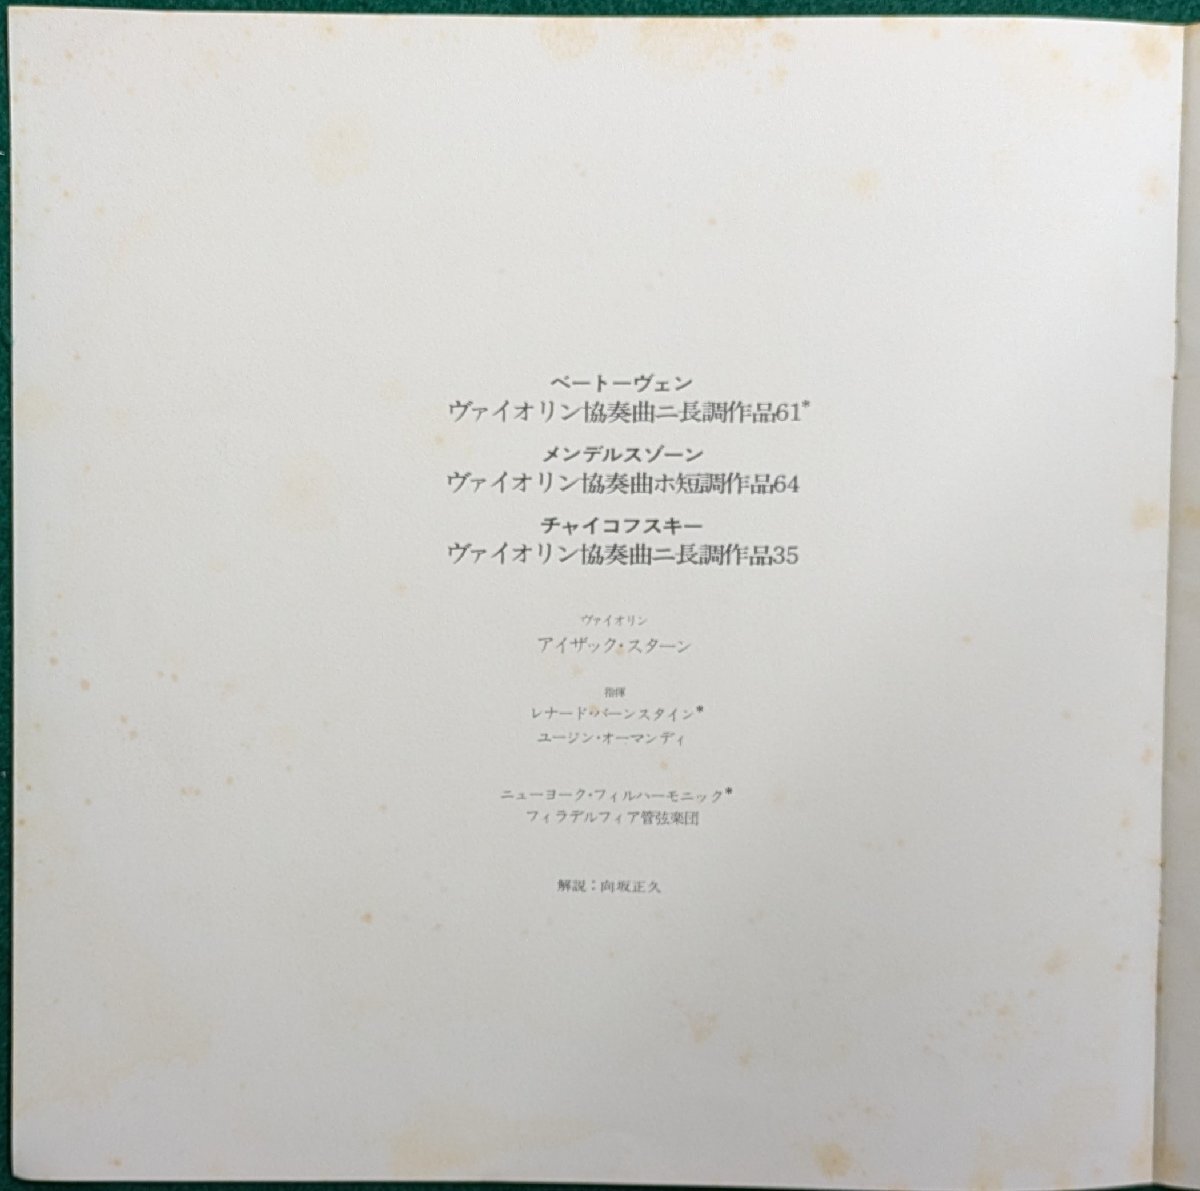 ベートーヴェン
ヴァイオリン協奏曲ニ長調作品61*
メンデルスゾーン
ヴァイオリン協奏曲ホ短調作品64
チャイコフスキー
ヴァイオリン協奏曲ニ長調作品35
ヴァイオリン
アイザック・スターン
指揮
レナード・バーンスタイン*
ユージン・オーマンディ
ニューヨーク・フィルハーモニック*
フィラデルフィア管弦楽団
解説：向坂正久